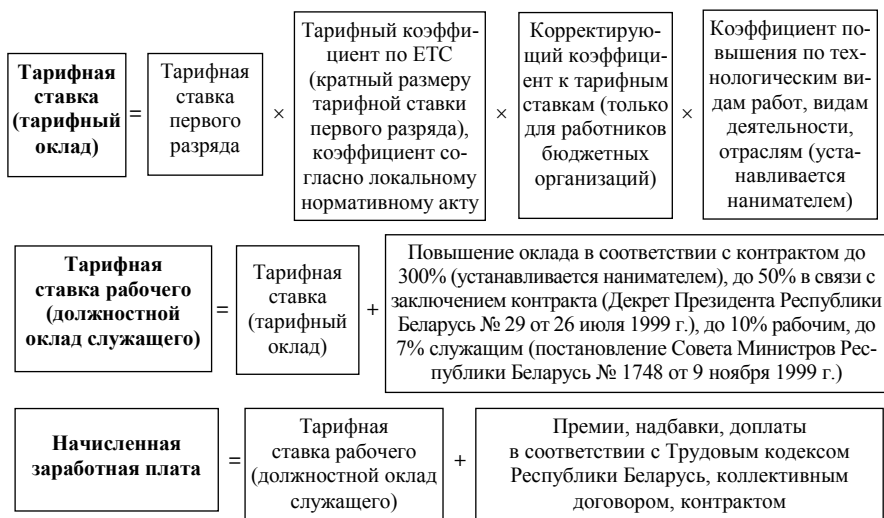 Тарифная
ставка
(тарифный
оклад)
=
Тарифная
ставка
первого
разряда
×
Тарифный коэффи-
циент по ЕТС
(кратный размеру
тарифной ставки
первого разряда),
коэффициент со-
гласно локальному
нормативному акту
×
Корректирую-
щий коэффици-
ент к тарифным
ставкам (только
для работников
бюджетных
организаций)
×
Коэффициент по-
вышения по тех-
нологическим ви-
дам работ, видам
деятельности,
отраслям (уста-
навливается
нанимателем)
Тарифная
ставка рабочего
(должностной
оклад служащего)
=
Тарифная
ставка
(тарифный
оклад)
+
Повышение оклада в соответствии с контрактом до
300% (устанавливается нанимателем), до 50% в связи с
заключением контракта (Декрет Президента Республики
Беларусь № 29 от 26 июля 1999 г.), до 10% рабочим, до
7% служащим (постановление Совета Министров Рес-
публики Беларусь № 1748 от 9 ноября 1999 г.)
Начисленная
заработная плата
=
Тарифная
ставка рабочего
(должностной оклад
служащего)
+
Премии, надбавки, доплаты
в соответствии с Трудовым кодексом
Республики Беларусь, коллективным
договором, контрактом